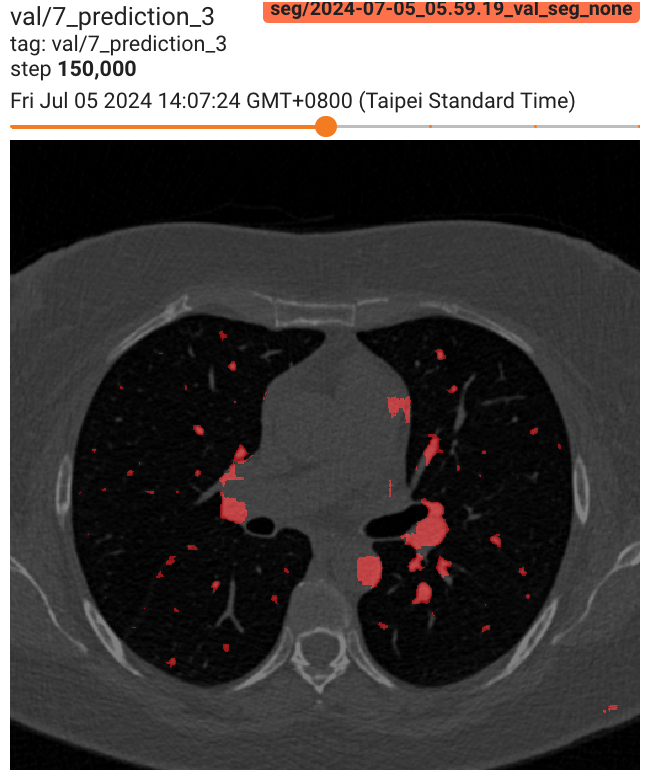 val/7_prediction_3
seg/2024-07-05_05.59.19_val_seg_none
tag: val/7_prediction_3
step 150,000
Fri Jul 05 2024 14:07:24 GMT+0800 (Taipei Standard Time)